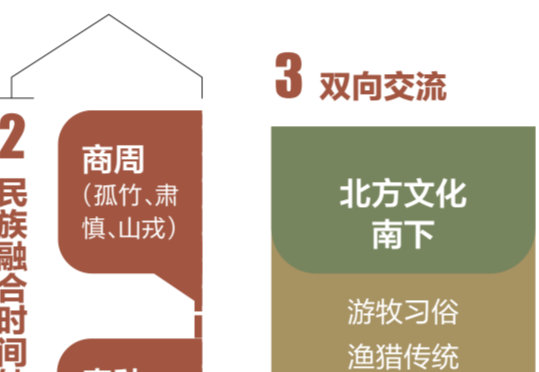 2
民族融合时间
商周
（孤竹、肃
慎、山戎）
3 双向交流
北方文化
南下
游牧习俗
渔猎传统